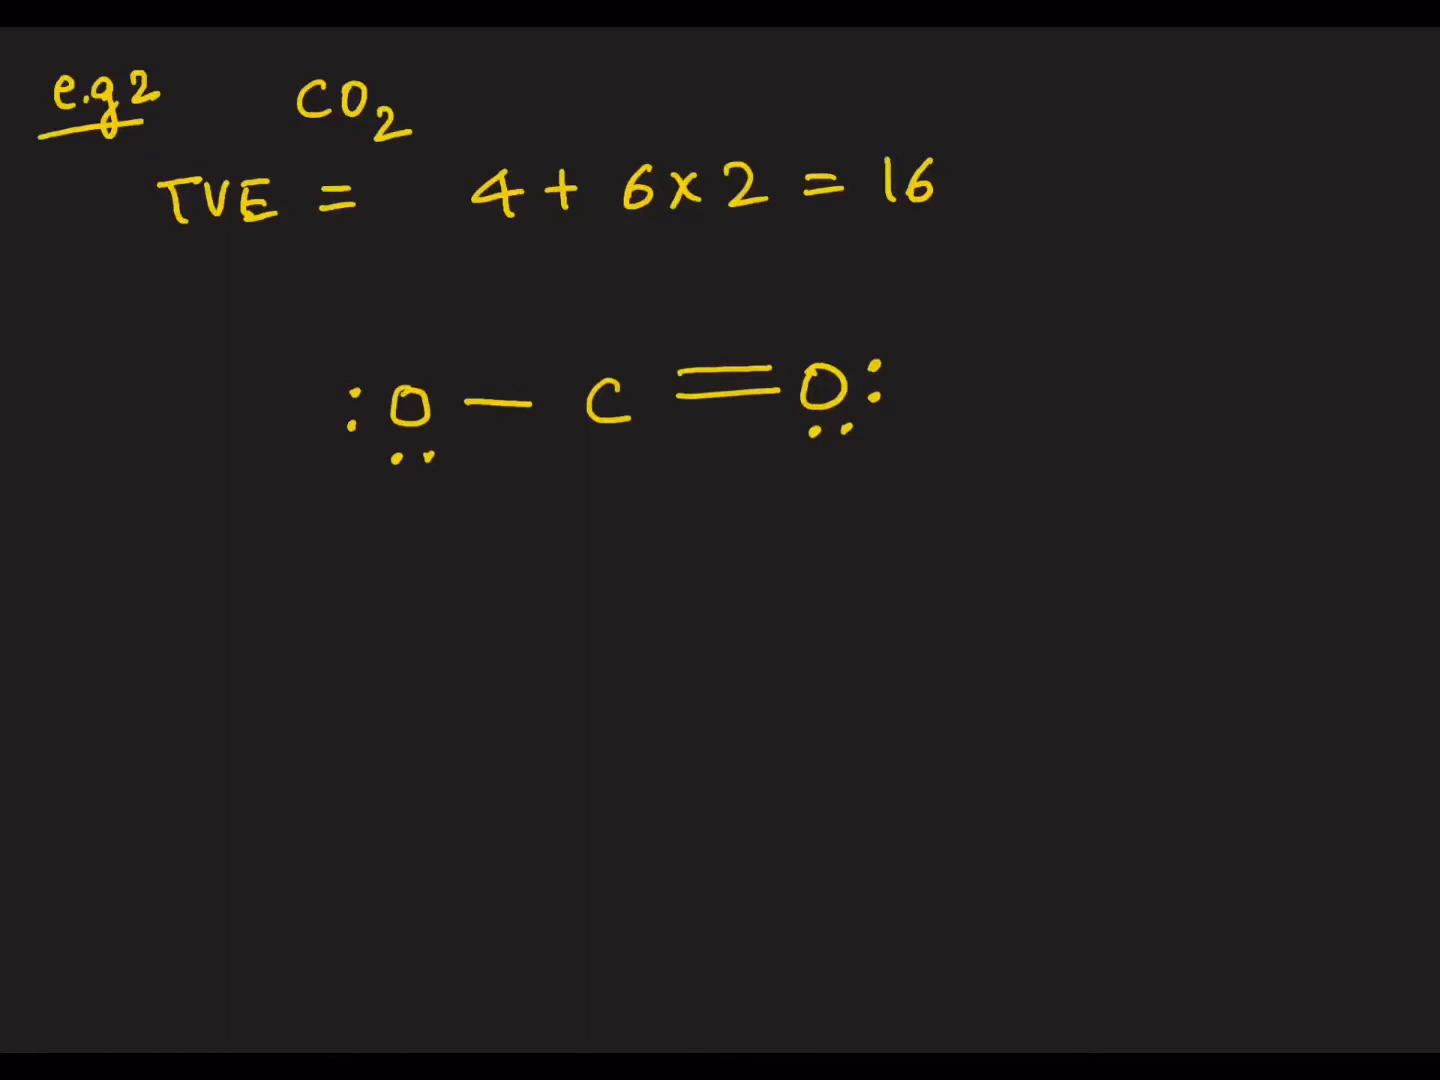 e.g 2 CO₂
TVE = 4 + 6 x 2 = 16
:O̤ — C = O̤: